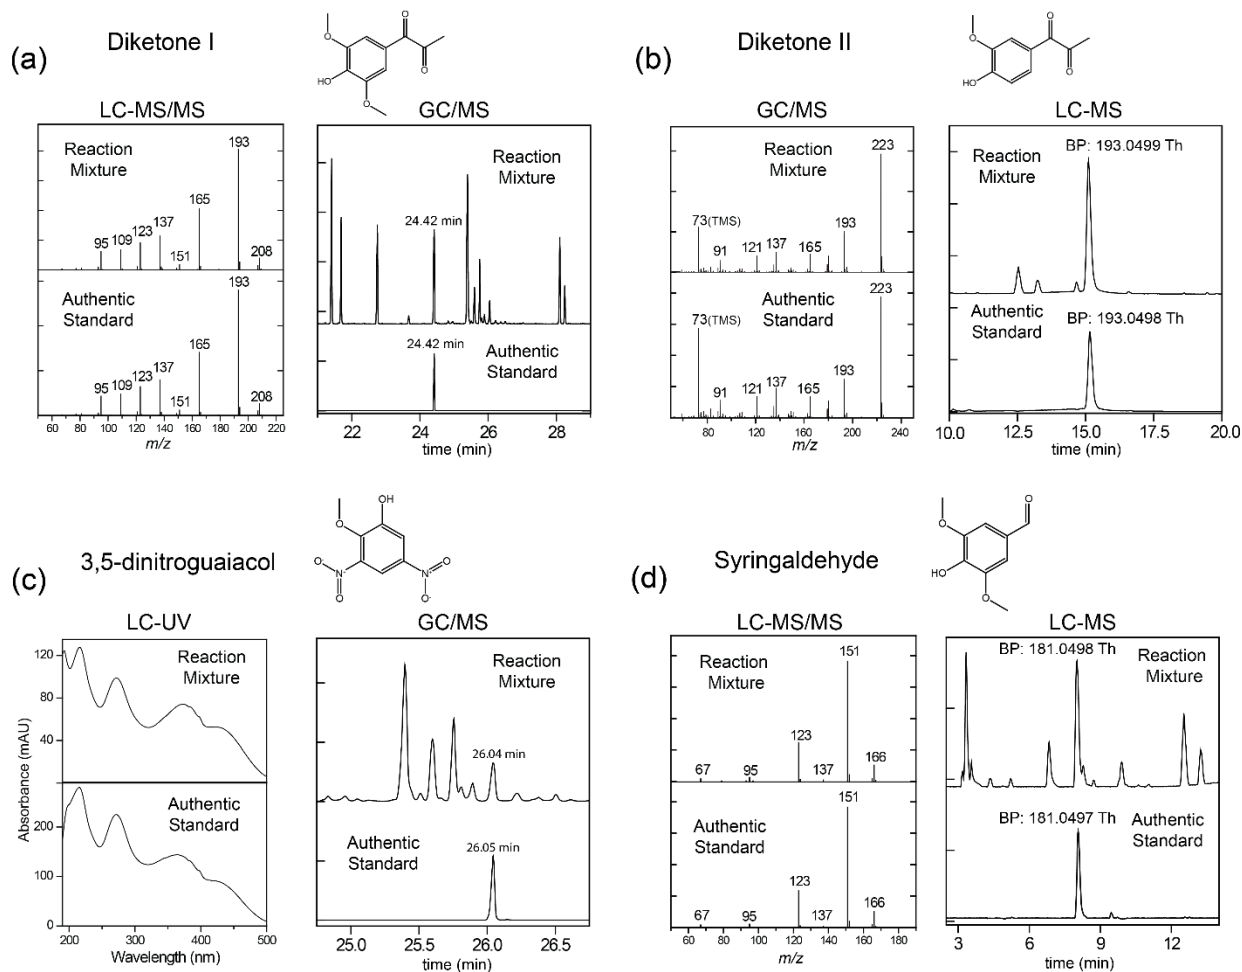 (a)
Diketone I
O
O
HO
O
O
LC-MS/MS
GC/MS
Reaction
Mixture
193
165
137
123
109
95
151
208
Authentic
Standard
193
165
137
123
109
95
151
208
60 80 100 120 140 160 180 200 220
m/z
Reaction
Mixture
24.42 min
24.42 min
Authentic
Standard
22 24 26 28
time (min)
(b)
Diketone II
O
O
HO
O
GC/MS
LC-MS
Reaction
Mixture
223
73(TMS)
193
91
121
137
165
Authentic
Standard
223
73(TMS)
193
91
121
137
165
80 120 160 200 240
m/z
BP: 193.0499 Th
Reaction
Mixture
Authentic
Standard
BP: 193.0498 Th
10.0 12.5 15.0 17.5 20.0
time (min)
(c)
3,5-dinitroguaiacol
OH
O
O-
N+
O
N+
O
O-
LC-UV
GC/MS
Absorbance (mAU)
120
80
40
Reaction
Mixture
200
100
0
Authentic
Standard
200 300 400 500
Wavelength (nm)
Reaction
Mixture
26.04 min
Authentic
Standard
26.05 min
25.0 25.5 26.0 26.5
time (min)
(d)
Syringaldehyde
O
O
HO
O
LC-MS/MS
LC-MS
Reaction
Mixture
151
123
166
67
95
137
Authentic
Standard
151
123
166
67
95
137
60 80 100 120 140 160 180
m/z
BP: 181.0498 Th
Reaction
Mixture
BP: 181.0497 Th
Authentic
Standard
3 6 9 12
time (min)